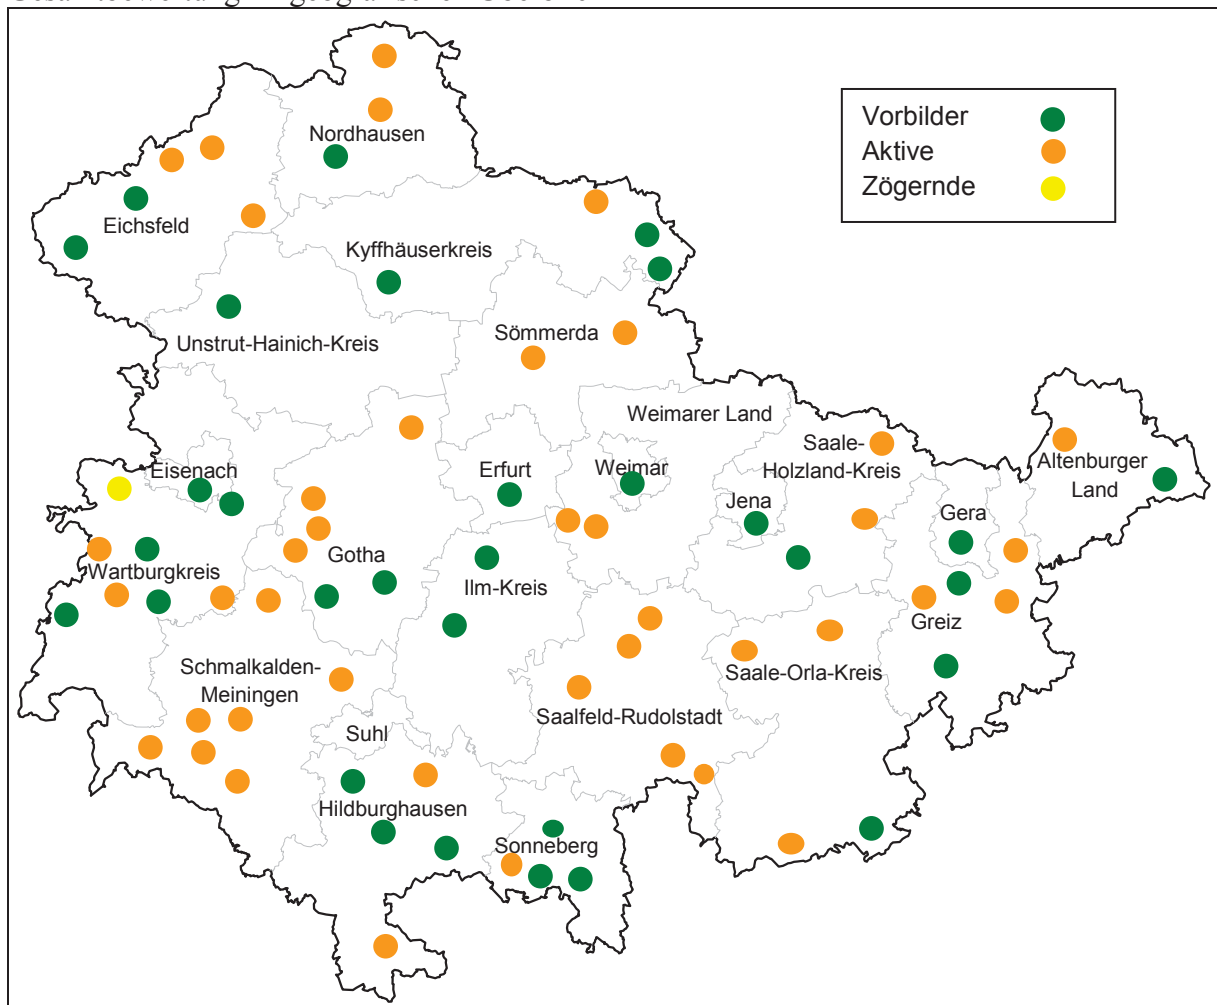 Vorbilder
Aktive
Zögernde
Nordhausen
Eichsfeld
Kyffhäuserkreis
Unstrut-Hainich-Kreis
Sömmerda
Weimarer Land
Saale-
Holzland-Kreis
Altenburger
Land
Eisenach
Erfurt
Weimar
Jena
Gera
Gotha
Wartburgkreis
Ilm-Kreis
Greiz
Schmalkalden-
Meiningen
Saale-Orla-Kreis
Saalfeld-Rudolstadt
Suhl
Hildburghausen
Sonneberg